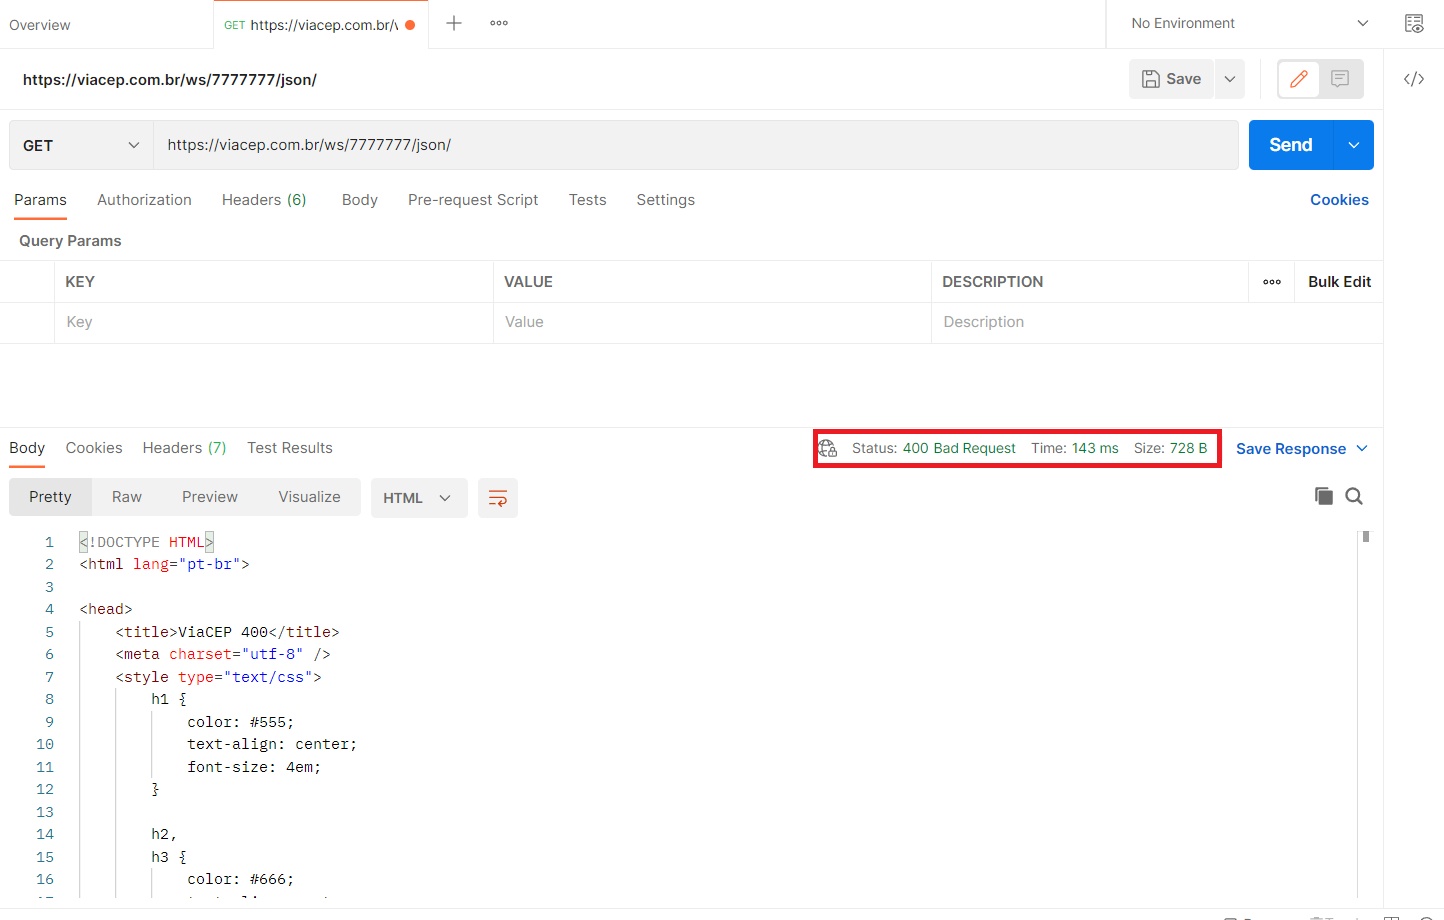 Overview
GET https://viacep.com.br/
No Environment
https://viacep.com.br/ws/7777777/json/
Save
GET
https://viacep.com.br/ws/7777777/json/
Send
Params Authorization Headers (6) Body Pre-request Script Tests Settings Cookies
Query Params
KEY VALUE DESCRIPTION Bulk Edit
Key Value Description
Body Cookies Headers (7) Test Results Status: 400 Bad Request Time: 143 ms Size: 728 B Save Response
Pretty Raw Preview Visualize HTML
1 <!DOCTYPE HTML>
2 <html lang="pt-br">
3
4 <head>
5 <title>ViaCEP 400</title>
6 <meta charset="utf-8" />
7 <style type="text/css">
8 h1 {
9 color: #555;
10 text-align: center;
11 font-size: 4em;
12 }
13
14 h2,
15 h3 {
16 color: #666;